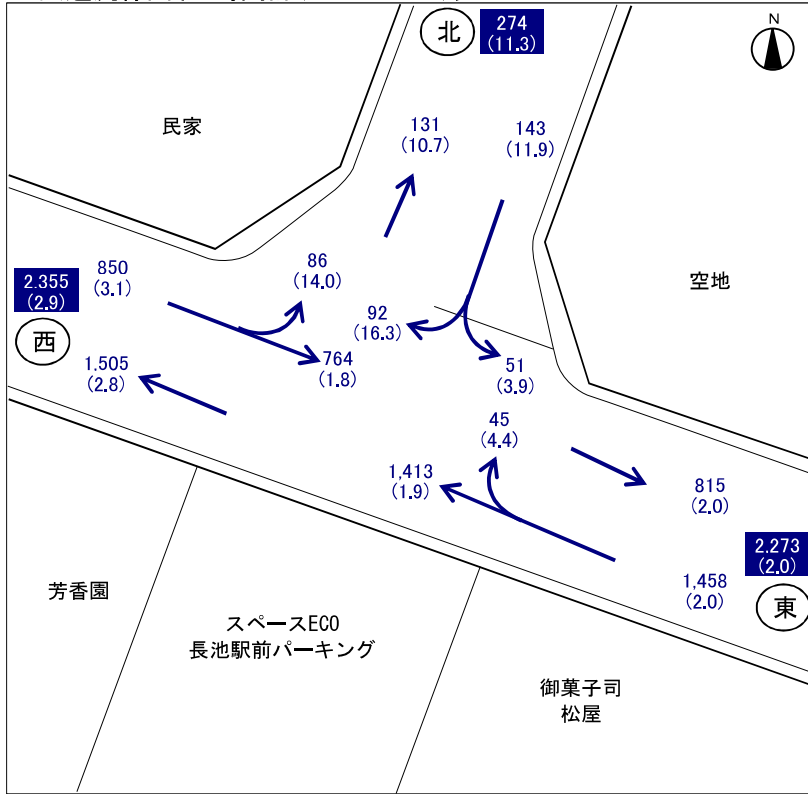 北
274
(11.3)
N
民家
131
(10.7)
143
(11.9)
空地
2.355
(2.9)
西
850
(3.1)
86
(14.0)
92
(16.3)
764
(1.8)
51
(3.9)
1.505
(2.8)
45
(4.4)
1,413
(1.9)
815
(2.0)
2.273
(2.0)
東
1,458
(2.0)
芳香園
スペースECO
長池駅前パーキング
御菓子司
松屋